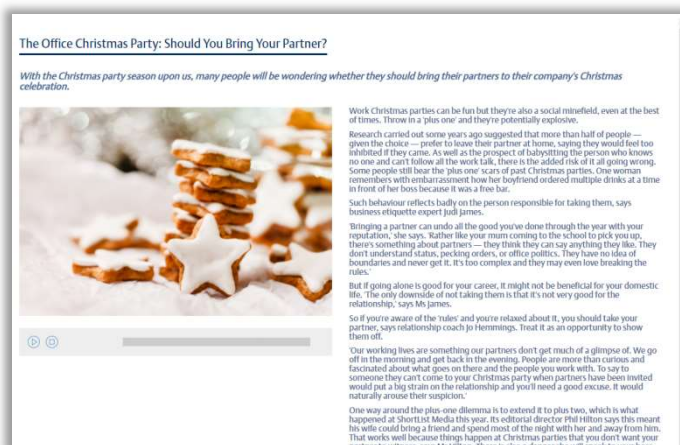 The Office Christmas Party: Should You Bring Your Partner?
With the Christmas party season upon us, many people will be wondering whether they should bring their partners to their company's Christmas
celebration.
Work Christmas parties can be fun but they're also a social minefield, even at the best
of times. Throw in a 'plus one' and they're potentially explosive.
Research carried out some years ago suggested that more than half of people —
given the choice — prefer to leave their partner at home, saying they would feel too
inhibited if they came. As well as the prospect of babysitting the person who knows
no one and can't follow all the work talk, there is the added risk of it all going wrong.
Some people still bear the 'plus one' scars of past Christmas parties. One woman
remembers with embarrassment how her boyfriend ordered multiple drinks at a time
in front of her boss because it was a free bar.
Such behaviour reflects badly on the person responsible for taking them, says
business etiquette expert Judi James.
'Bringing a partner can undo all the good you've done through the year with your
reputation,' she says. 'Rather like your mum coming to the school to pick you up,
there's something about partners — they think they can say anything they like. They
don't understand status, pecking orders, or office politics. They have no idea of
boundaries and never get it. It's too complex and they may even love breaking the
rules.'
But if going alone is good for your career, it might not be beneficial for your domestic
life. 'The only downside of not taking them is that it's not very good for the
relationship,' says Ms James.
So if you're aware of the 'rules' and you're relaxed about it, you should take your
partner, says relationship coach Jo Hemmings. Treat it as an opportunity to show
them off.
'Our working lives are something our partners don't get much of a glimpse of. We go
off in the morning and get back in the evening. People are more than curious and
fascinated about what goes on there and the people you work with. To say to
someone they can't come to your Christmas party when partners have been invited
would put a big strain on the relationship and you'll need a good excuse. It would
naturally arouse their suspicion.'
One way around the plus-one dilemma is to extend it to plus two, which is what
happened at ShortList Media this year. Its editorial director Phil Hilton says this meant
his wife could bring a friend and spend most of the night with her and away from him.
That works well because things happen at Christmas parties that you don't want your